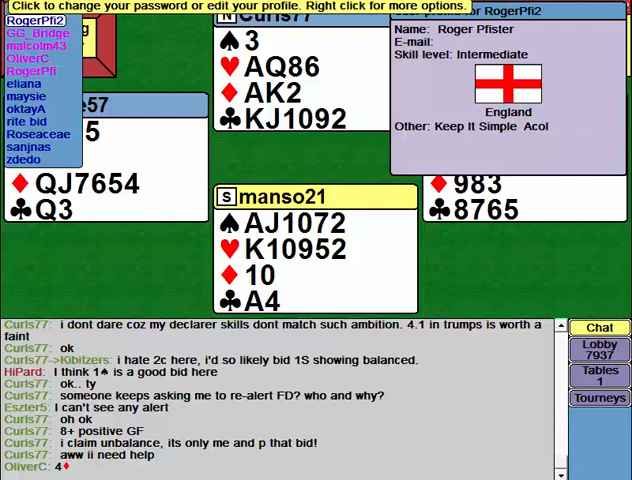 Click to change your password or edit your profile. Right click for more options.
RogerPfi2
GG_Bridge
malcolm43
OliverC
RogerPfi
eliana
maysie
oktayA
rite bid
Roseaceae
sanjnas
zdedo
N Curls77
♠ 3
♥ AQ86
♦ AK2
♣ KJ1092
for RogerPfi2
Name: Roger Pfister
E-mail:
Skill level: Intermediate
England
Other: Keep It Simple Acol
e57
5
♦ QJ7654
♣ Q3
♦ 983
♣ 8765
S manso21
♠ AJ1072
♥ K10952
♦ 10
♣ A4
Curls77: i dont dare coz my declarer skills dont match such ambition. 4.1 in trumps is worth a
faint
Curls77: ok
Curls77->Kibitzers: i hate 2c here, i'd so likely bid 1S showing balanced.
HiPard: I think 1♠ is a good bid here
Curls77: ok.. ty
Curls77: someone keeps asking me to re-alert FD? who and why?
Eszter5: I can't see any alert
Curls77: oh ok
Curls77: 8+ positive GF
Curls77: i claim unbalance, its only me and p that bid!
Curls77: aww ii need help
OliverC: 4♦
Chat
Lobby
7937
Tables
1
Tourneys